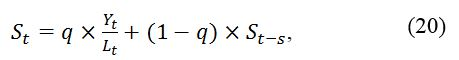 S_t = q × Y_t/L_t + (1 − q) × S_{t−s}, (20)